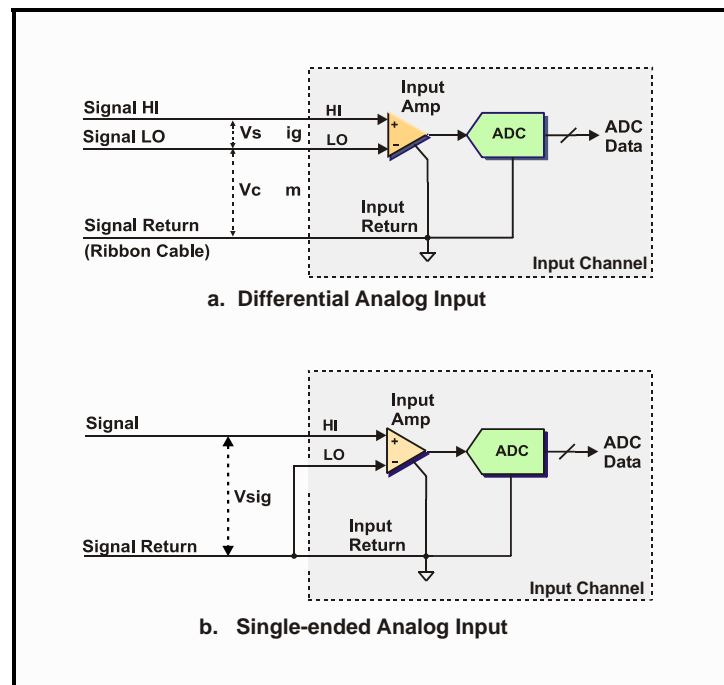 Input
Amp
Signal HI
HI
+
Signal LO
Vs ig
LO
-
ADC
ADC
Data
Vc m
Signal Return
(Ribbon Cable)
Input
Return
Input Channel
a. Differential Analog Input
Input
Amp
Signal
HI
+
LO
-
ADC
ADC
Data
Vsig
Signal Return
Input
Return
Input Channel
b. Single-ended Analog Input